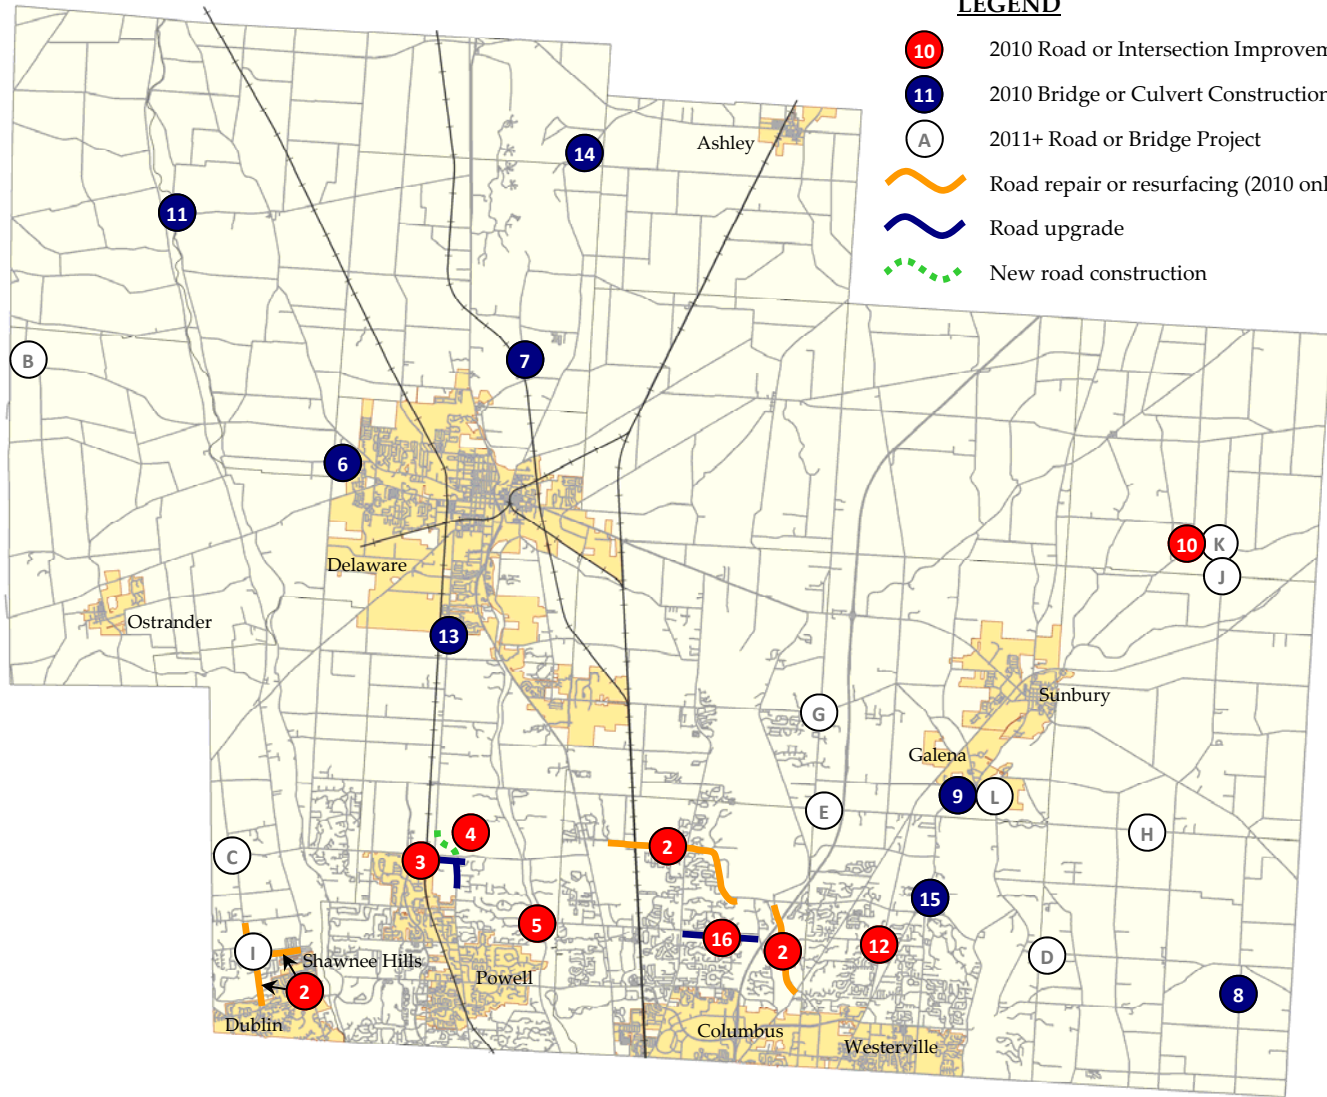 LEGEND
10 2010 Road or Intersection Improvem
11 2010 Bridge or Culvert Construction
A 2011+ Road or Bridge Project
Road repair or resurfacing (2010 onl
Road upgrade
New road construction
Ashley
14
11
B
7
6
10 K
J
Delaware
Ostrander
13
Sunbury
G
Galena
9 L
E
H
4
2
C
3
15
5
16
12
I
2
D
Shawnee Hills
Powell
2
8
Dublin
Columbus
Westerville